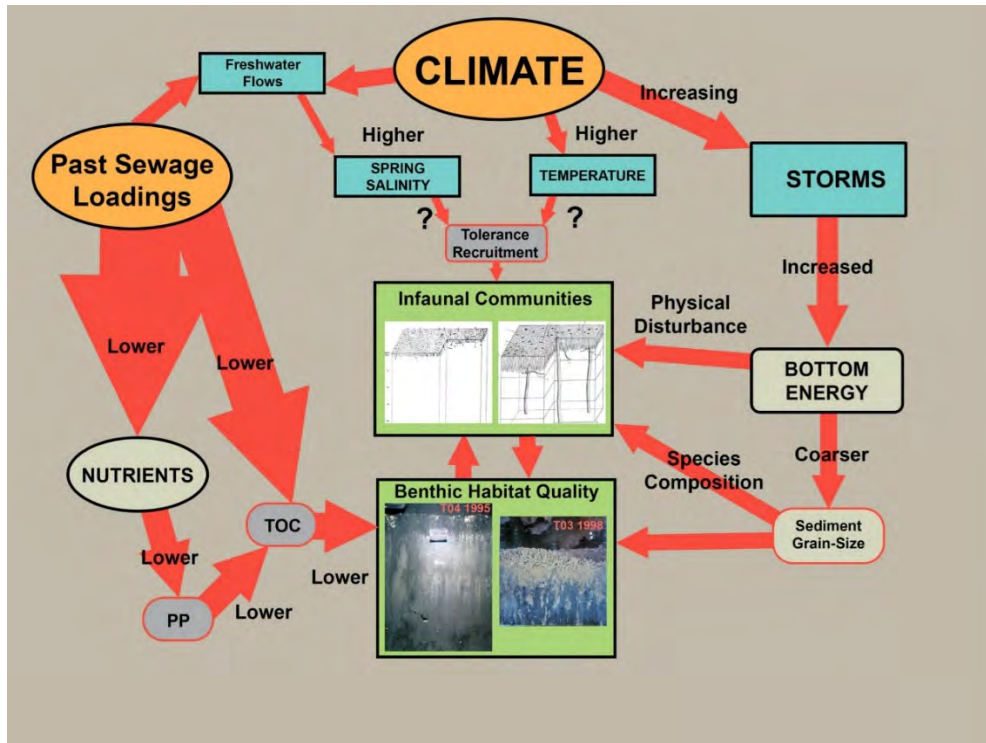 Freshwater
Flows
CLIMATE
Increasing
Past Sewage
Loadings
Higher
Higher
SPRING
SALINITY
TEMPERATURE
STORMS
?
?
Tolerance
Recruitment
Increased
Infaunal Communities
Physical
Disturbance
Lower
Lower
BOTTOM
ENERGY
NUTRIENTS
Species
Composition
Coarser
Benthic Habitat Quality
T04 1995
T03 1998
TOC
Sediment
Grain-Size
Lower
Lower
Lower
PP